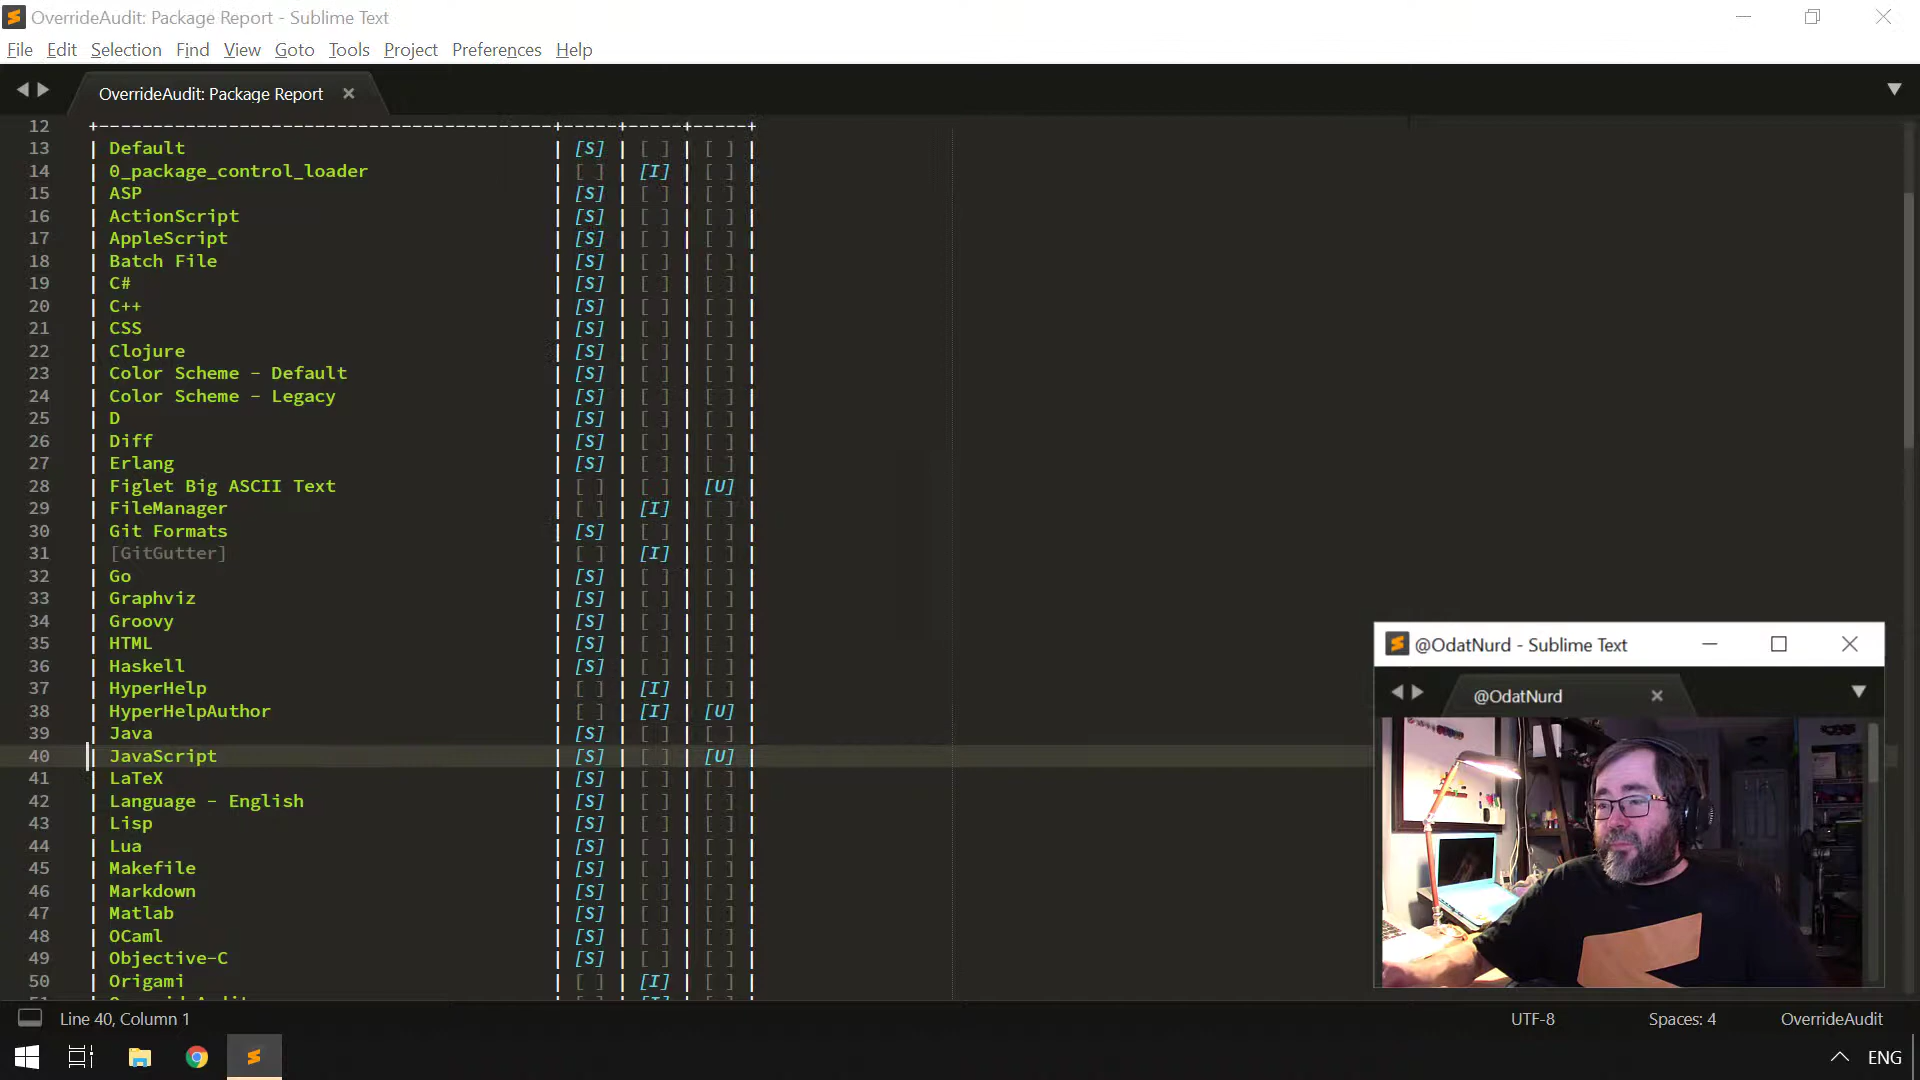 OverrideAudit: Package Report - Sublime Text
File Edit Selection Find View Goto Tools Project Preferences Help
OverrideAudit: Package Report
12 +------------------------------------------+-----+-----+-----+
13 | Default | [S] | [ ] | [ ] |
14 | 0_package_control_loader | [ ] | [I] | [ ] |
15 | ASP | [S] | [ ] | [ ] |
16 | ActionScript | [S] | [ ] | [ ] |
17 | AppleScript | [S] | [ ] | [ ] |
18 | Batch File | [S] | [ ] | [ ] |
19 | C# | [S] | [ ] | [ ] |
20 | C++ | [S] | [ ] | [ ] |
21 | CSS | [S] | [ ] | [ ] |
22 | Clojure | [S] | [ ] | [ ] |
23 | Color Scheme - Default | [S] | [ ] | [ ] |
24 | Color Scheme - Legacy | [S] | [ ] | [ ] |
25 | D | [S] | [ ] | [ ] |
26 | Diff | [S] | [ ] | [ ] |
27 | Erlang | [S] | [ ] | [ ] |
28 | Figlet Big ASCII Text | [ ] | [ ] | [U] |
29 | FileManager | [ ] | [I] | [ ] |
30 | Git Formats | [S] | [ ] | [ ] |
31 | [GitGutter] | [ ] | [I] | [ ] |
32 | Go | [S] | [ ] | [ ] |
33 | Graphviz | [S] | [ ] | [ ] |
34 | Groovy | [S] | [ ] | [ ] |
35 | HTML | [S] | [ ] | [ ] |
36 | Haskell | [S] | [ ] | [ ] |
37 | HyperHelp | [ ] | [I] | [ ] |
38 | HyperHelpAuthor | [ ] | [I] | [U] |
39 | Java | [S] | [ ] | [ ] |
40 | JavaScript | [S] | [ ] | [U] |
41 | LaTeX | [S] | [ ] | [ ] |
42 | Language - English | [S] | [ ] | [ ] |
43 | Lisp | [S] | [ ] | [ ] |
44 | Lua | [S] | [ ] | [ ] |
45 | Makefile | [S] | [ ] | [ ] |
46 | Markdown | [S] | [ ] | [ ] |
47 | Matlab | [S] | [ ] | [ ] |
48 | OCaml | [S] | [ ] | [ ] |
49 | Objective-C | [S] | [ ] | [ ] |
50 | Origami | [ ] | [I] | [ ] |
@OdatNurd - Sublime Text
@OdatNurd
Line 40, Column 1 UTF-8 Spaces: 4 OverrideAudit
ENG